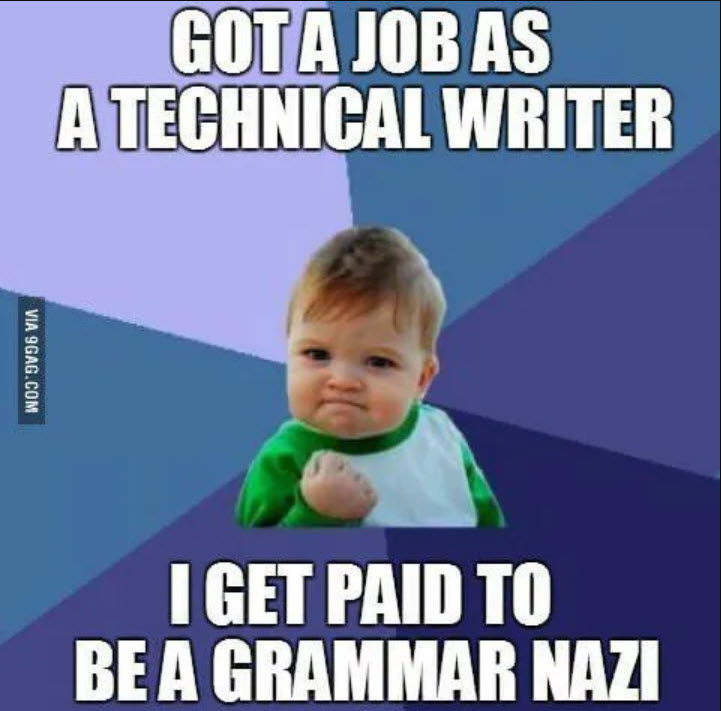 GOT A JOB AS
A TECHNICAL WRITER
VIA 9GAG.COM
I GET PAID TO
BE A GRAMMAR NAZI